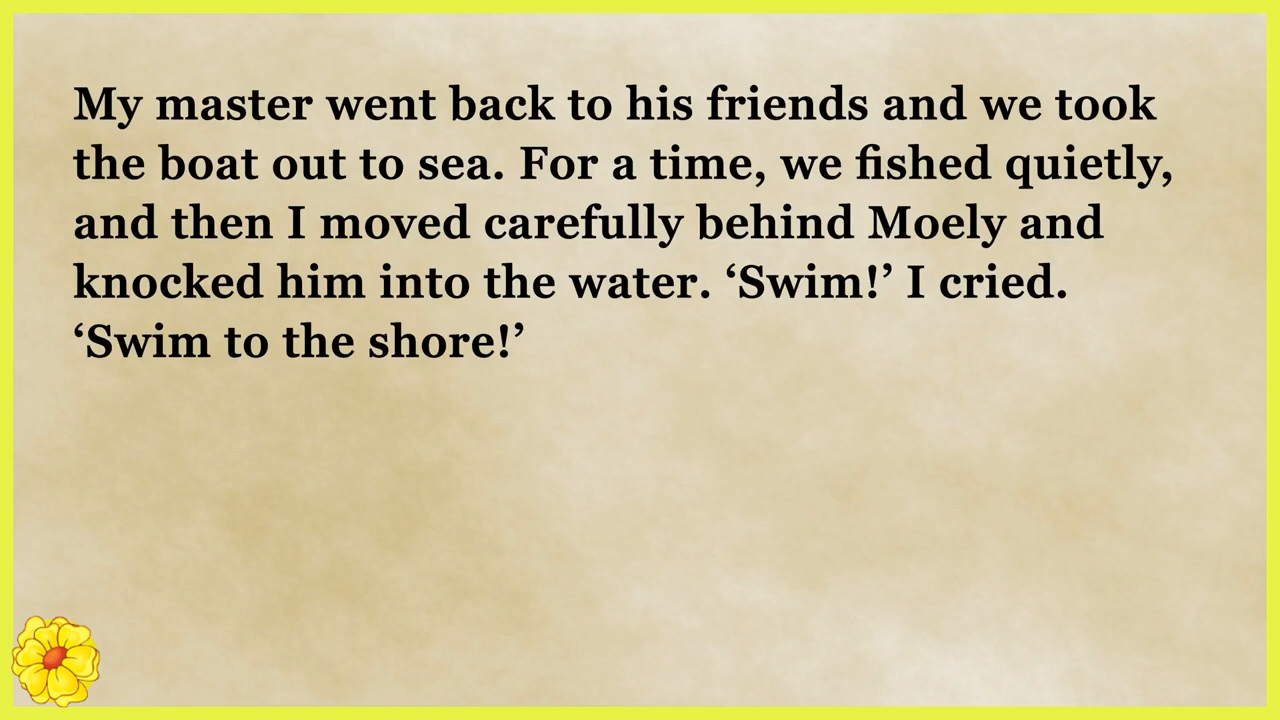 My master went back to his friends and we took
the boat out to sea. For a time, we fished quietly,
and then I moved carefully behind Moely and
knocked him into the water. ‘Swim!’ I cried.
‘Swim to the shore!’